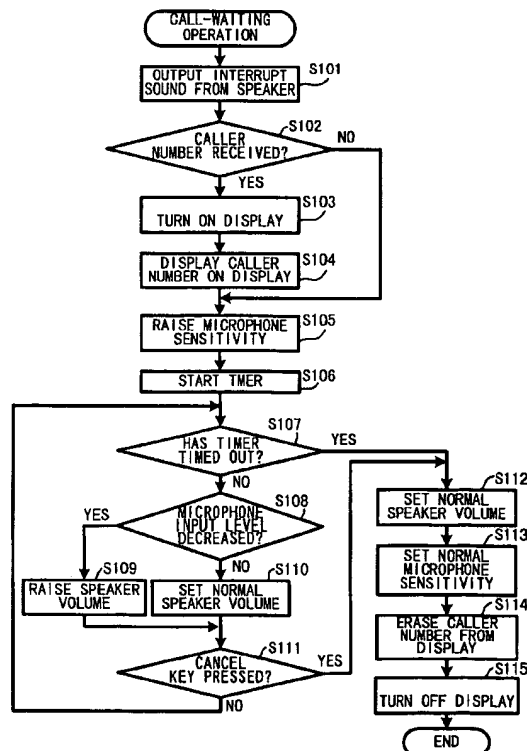 CALL-WAITING
OPERATION
S101
OUTPUT INTERRUPT
SOUND FROM SPEAKER
S102
CALLER
NUMBER RECEIVED?
NO
YES
S103
TURN ON DISPLAY
S104
DISPLAY CALLER
NUMBER ON DISPLAY
S105
RAISE MICROPHONE
SENSITIVITY
S106
START TMER
S107
HAS TIMER
TIMED OUT?
YES
NO
S108
MICROPHONE
INPUT LEVEL
DECREASED?
YES
NO
S109
RAISE SPEAKER
VOLUME
S110
SET NORMAL
SPEAKER VOLUME
S111
CANCEL
KEY PRESSED?
YES
NO
S112
SET NORMAL
SPEAKER VOLUME
S113
SET NORMAL
MICROPHONE
SENSITIVITY
S114
ERASE CALLER
NUMBER FROM
DISPLAY
S115
TURN OFF DISPLAY
END